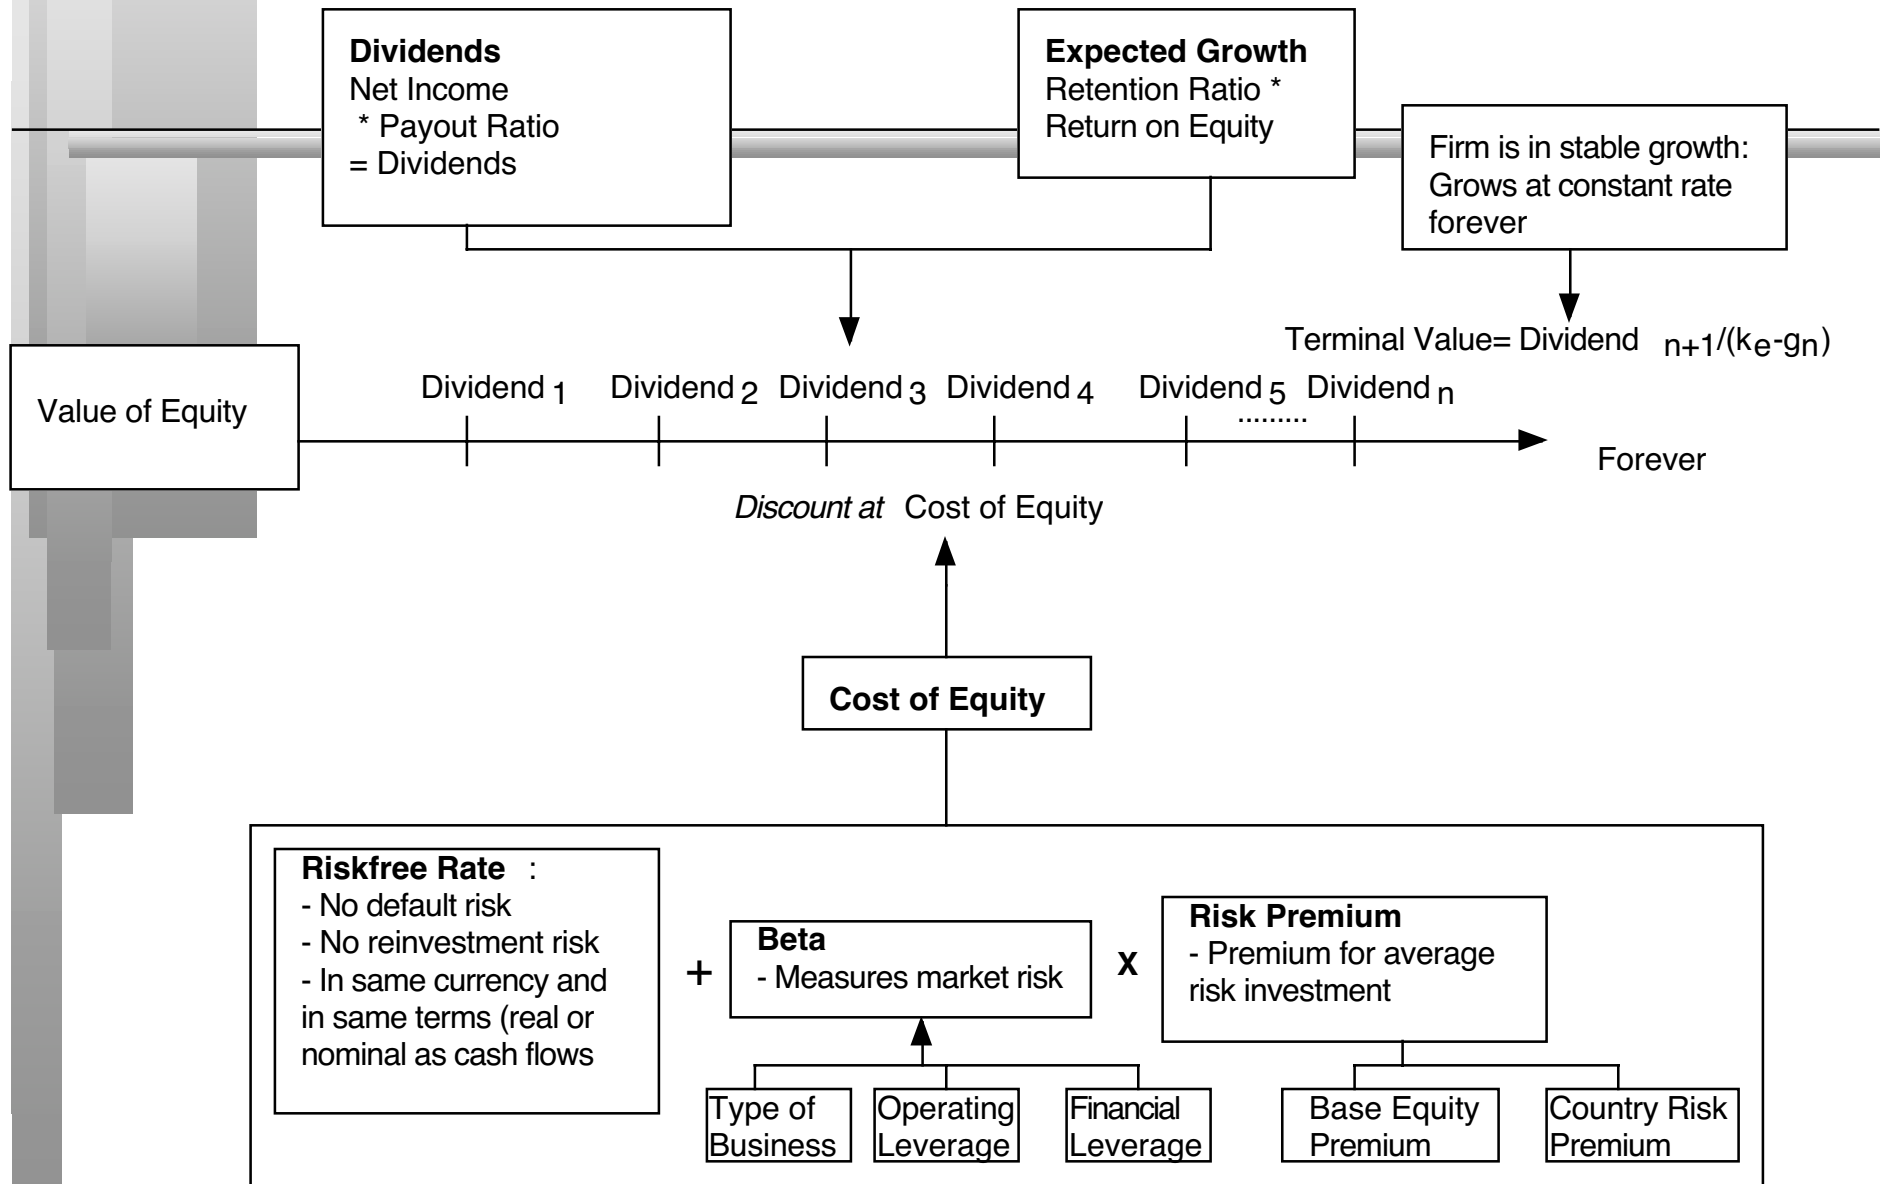 Dividends
Net Income
* Payout Ratio
= Dividends
Expected Growth
Retention Ratio *
Return on Equity
Firm is in stable growth:
Grows at constant rate
forever
Terminal Value= Dividend n+1/(ke-gn)
Dividend 1 Dividend 2 Dividend 3 Dividend 4 Dividend 5 ......... Dividend n
Value of Equity
Forever
Discount at Cost of Equity
Cost of Equity
Riskfree Rate :
- No default risk
- No reinvestment risk
- In same currency and
in same terms (real or
nominal as cash flows
+
Beta
- Measures market risk
X
Risk Premium
- Premium for average
risk investment
Type of
Business
Operating
Leverage
Financial
Leverage
Base Equity
Premium
Country Risk
Premium